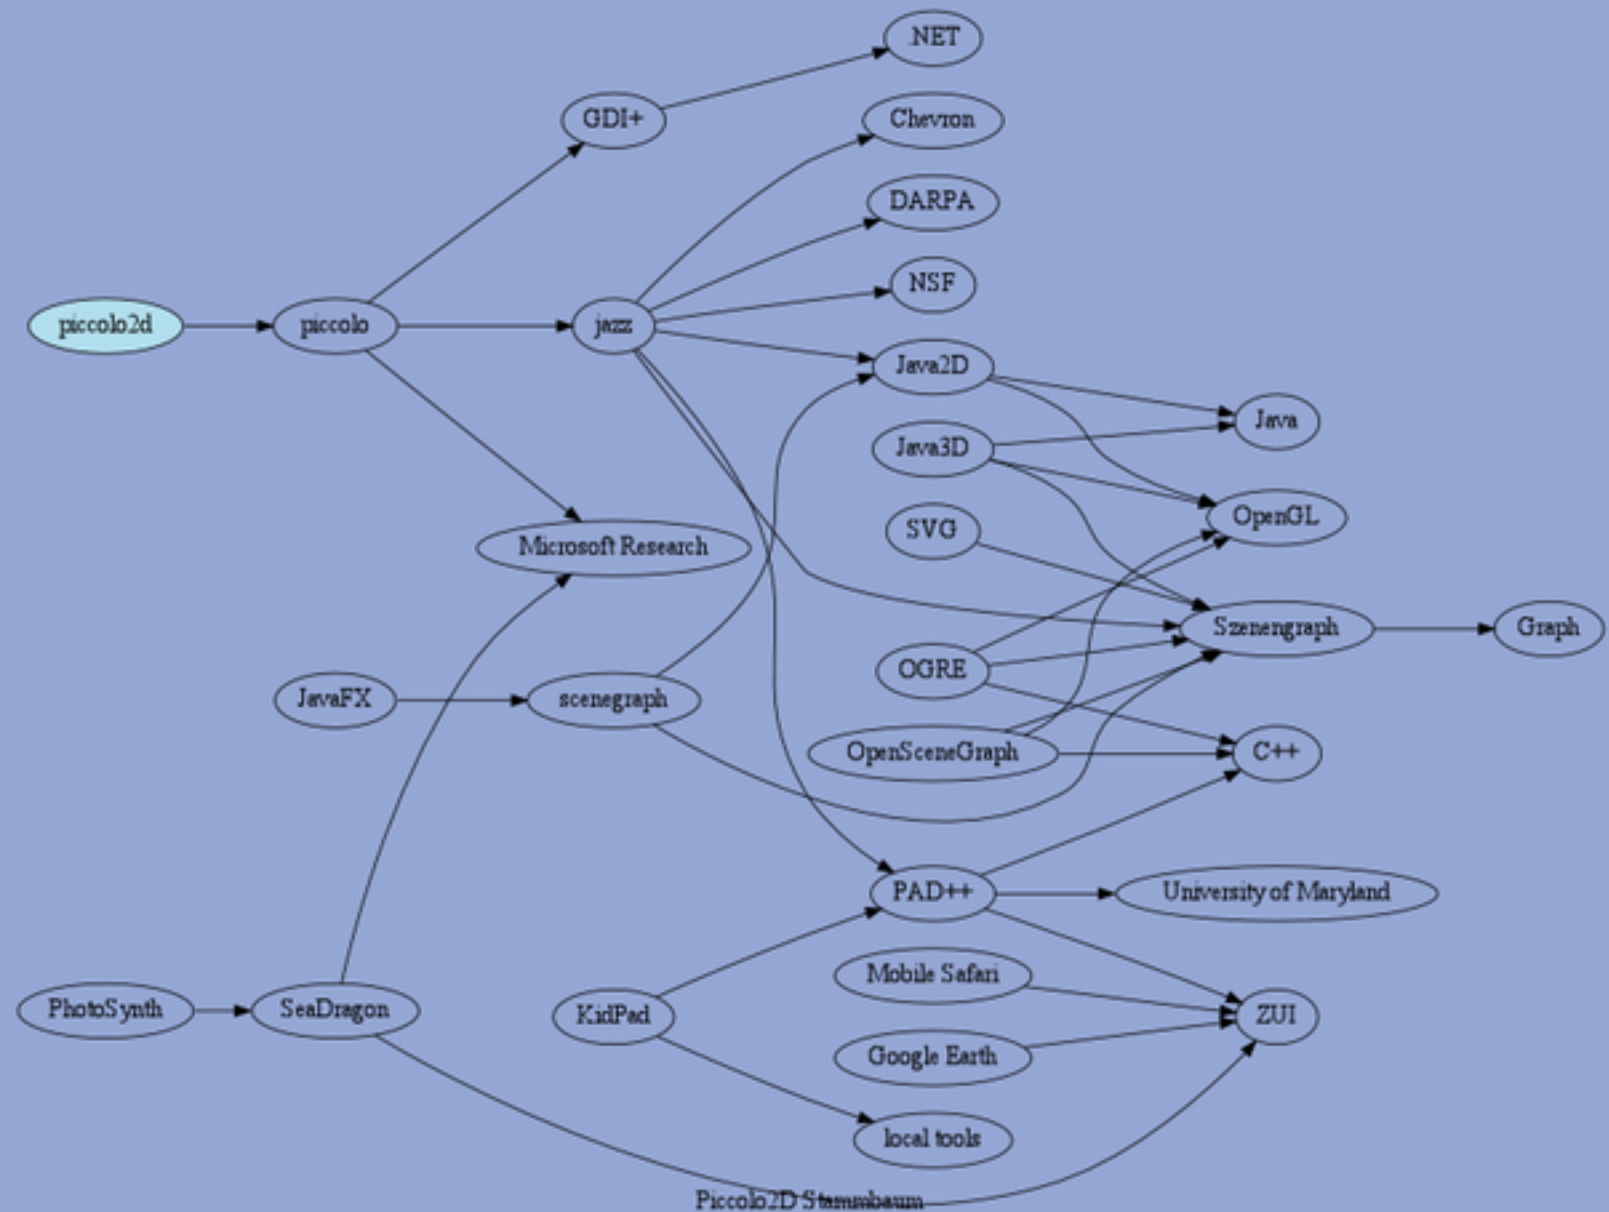 .NET
GDI+
Chevron
DARPA
NSF
piccolo2d
piccolo
jazz
Java2D
Java
Java3D
OpenGL
SVG
Microsoft Research
Szenengraph
Graph
OGRE
JavaFX
scenegraph
OpenSceneGraph
C++
PAD++
University of Maryland
Mobile Safari
PhotoSynth
SeaDragon
KidPad
ZUI
Google Earth
local tools
Piccolo2D Stammbaum